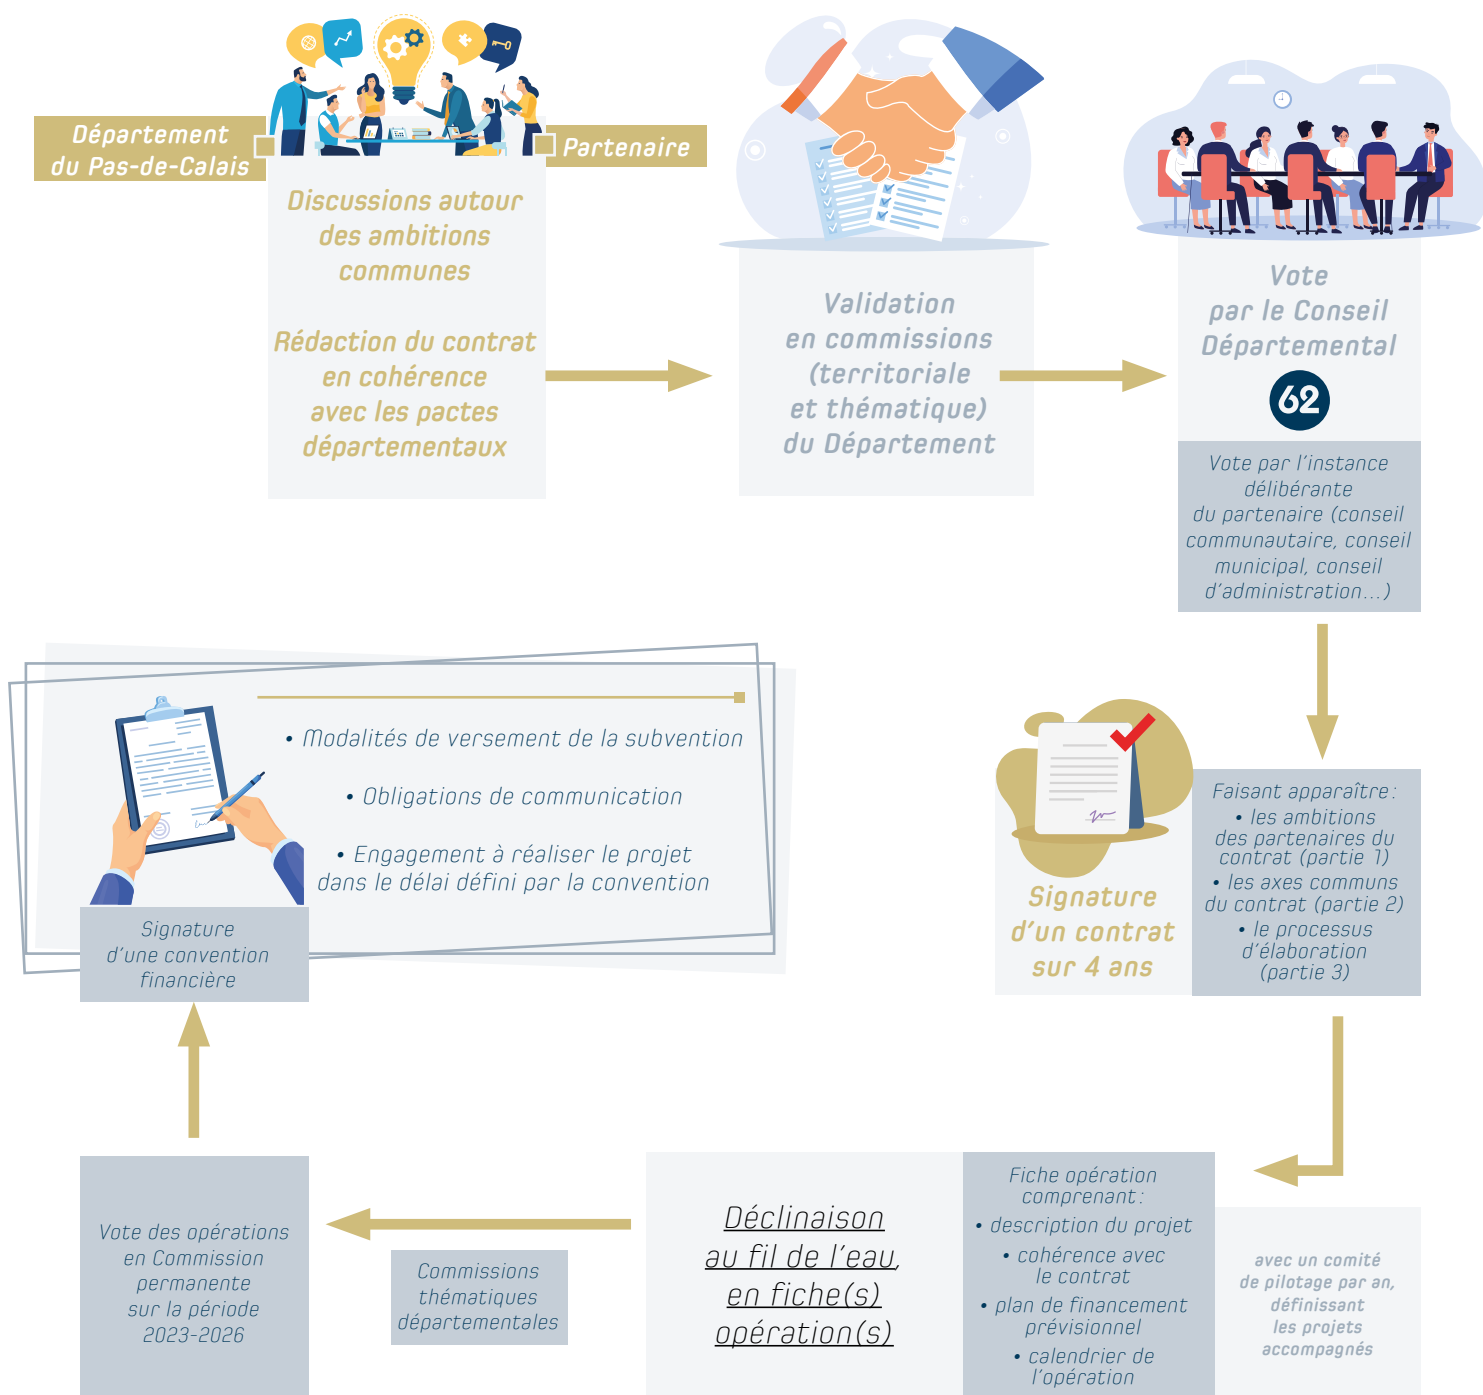 Département
du Pas-de-Calais
Partenaire
Discussions autour
des ambitions
communes
Rédaction du contrat
en cohérence
avec les pactes
départementaux
Validation
en commissions
(territoriale
et thématique)
du Département
Vote
par le Conseil
Départemental
62
Vote par l'instance
délibérante
du partenaire (conseil
communautaire, conseil
municipal, conseil
d'administration...)
Signature
d'un contrat
sur 4 ans
Faisant apparaître :
• les ambitions
des partenaires du
contrat (partie 1)
• les axes communs
du contrat (partie 2)
• le processus
d'élaboration
(partie 3)
avec un comité
de pilotage par an,
définissant
les projets
accompagnés
Fiche opération
comprenant :
• description du projet
• cohérence avec
le contrat
• plan de financement
prévisionnel
• calendrier de
l'opération
Déclinaison
au fil de l'eau,
en fiche(s)
opération(s)
Commissions
thématiques
départementales
Vote des opérations
en Commission
permanente
sur la période
2023-2026
Signature
d'une convention
financière
• Modalités de versement de la subvention
• Obligations de communication
• Engagement à réaliser le projet
dans le délai défini par la convention